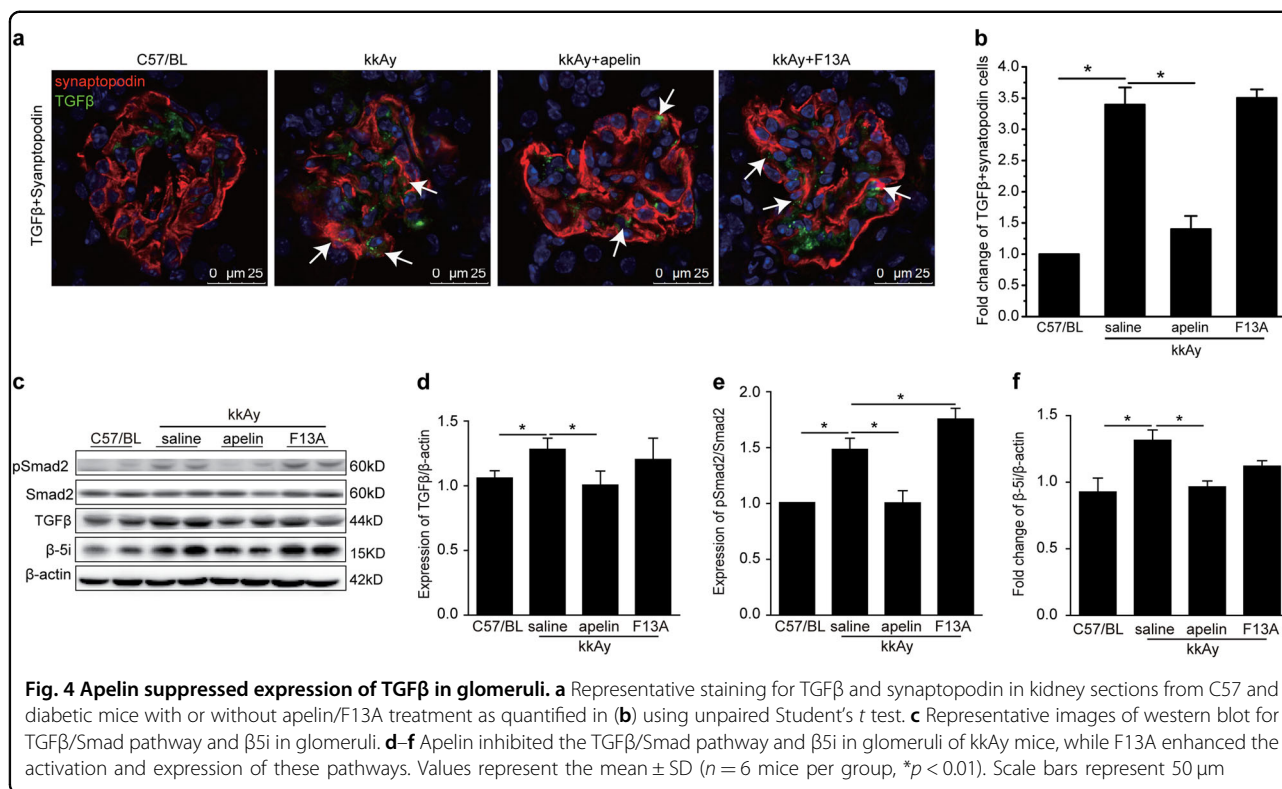 a
C57/BL
kkAy
kkAy+apelin
kkAy+F13A
TGFβ+Syanptopodin
synaptopodin
TGFβ
0 µm 25
0 µm 25
0 µm 25
0 µm 25
b
Fold change of TGFβ+synatopodin cells
4.0
3.5
3.0
2.5
2.0
1.5
1.0
0.5
0.0
*
*
C57/BL
saline
apelin
F13A
kkAy
c
kkAy
C57/BL
saline
apelin
F13A
pSmad2
60kD
Smad2
60kD
TGFβ
44kD
β-5i
15KD
β-actin
42kD
d
Expression of TGFβ/β-actin
1.5
1.0
0.5
0.0
*
*
C57/BL
saline
apelin
F13A
kkAy
e
Expression of pSmad2/Smad2
2.0
1.5
1.0
0.5
0.0
*
*
*
C57/BL
saline
apelin
F13A
kkAy
f
Fold change of β-5i/β-actin
1.5
1.0
0.5
0.0
*
*
C57/BL
saline
apelin
F13A
kkAy
Fig. 4 Apelin suppressed expression of TGFβ in glomeruli. a Representative staining for TGFβ and synaptopodin in kidney sections from C57 and
diabetic mice with or without apelin/F13A treatment as quantified in (b) using unpaired Student's t test. c Representative images of western blot for
TGFβ/Smad pathway and β5i in glomeruli. d–f Apelin inhibited the TGFβ/Smad pathway and β5i in glomeruli of kkAy mice, while F13A enhanced the
activation and expression of these pathways. Values represent the mean ± SD (n = 6 mice per group, *p < 0.01). Scale bars represent 50 µm